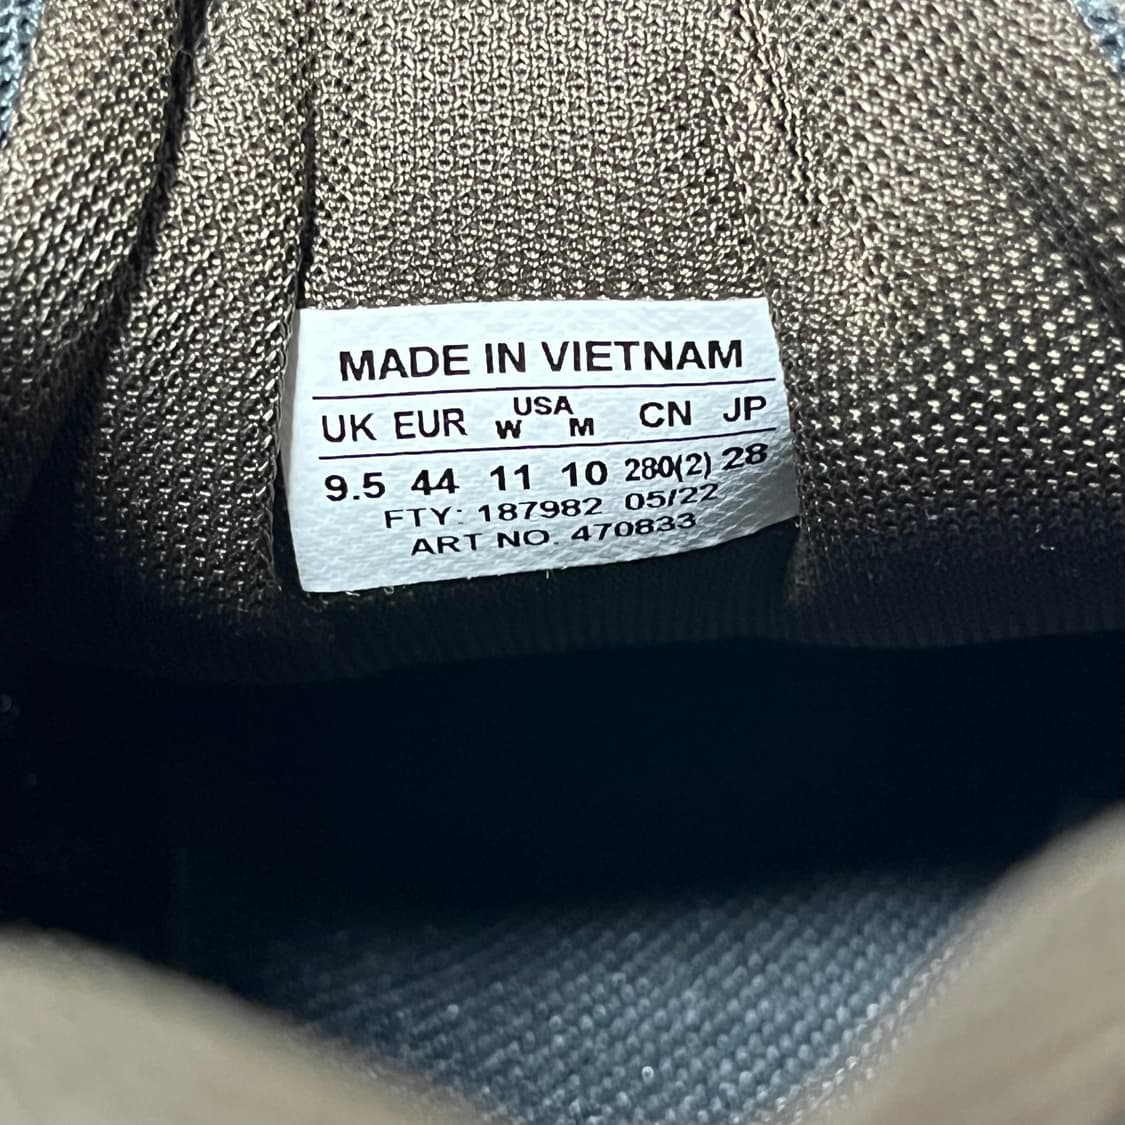 MADE IN VIETNAM
UK EUR USA CN JP
W M
9.5 44 11 10 280(2) 28
FTY: 187982 05/22
ART NO. 470833